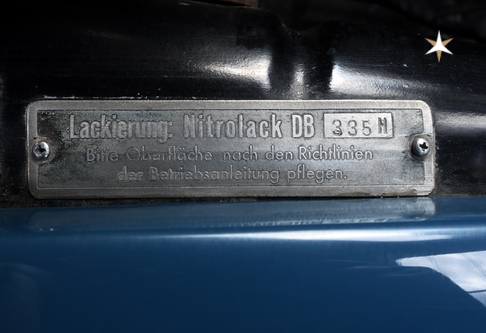 Lackierung: Nitrolack DB 335 H
Bitte Oberfläche nach den Richtlinien
der Betriebsanleitung pflegen.